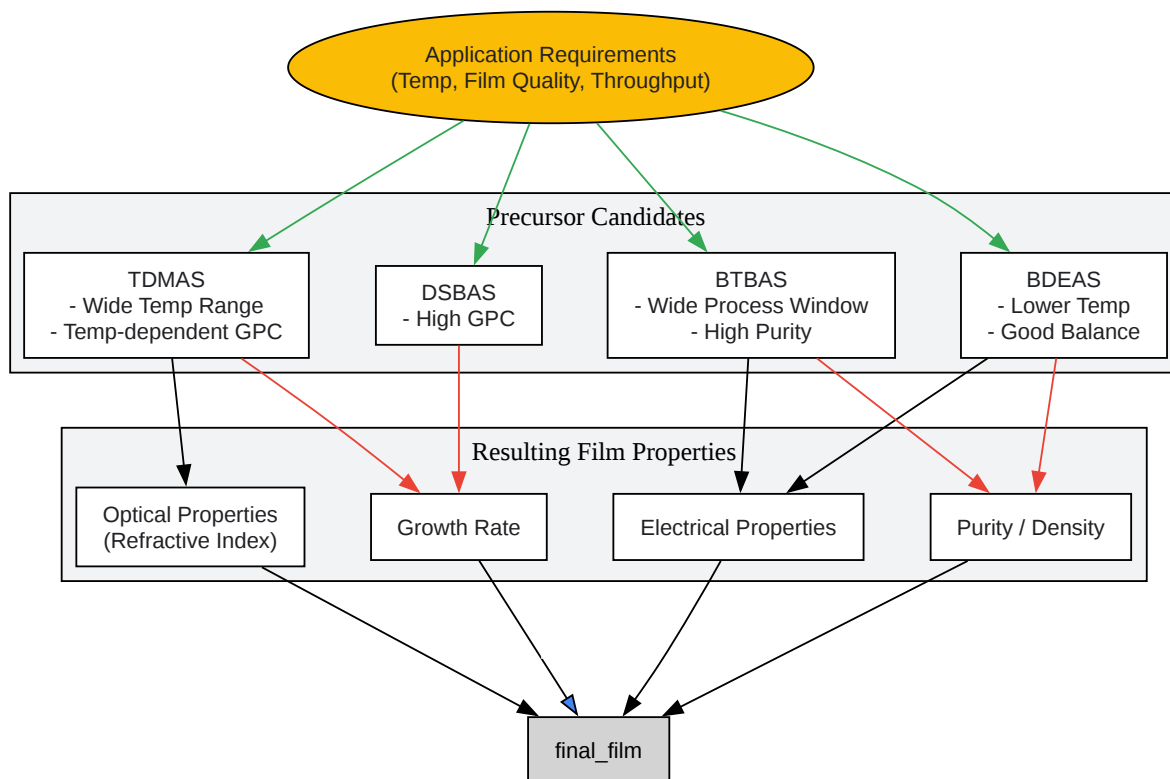 Application Requirements
(Temp, Film Quality, Throughput)
Precursor Candidates
TDMAS
- Wide Temp Range
- Temp-dependent GPC
DSBAS
- High GPC
BTBAS
- Wide Process Window
- High Purity
BDEAS
- Lower Temp
- Good Balance
Resulting Film Properties
Optical Properties
(Refractive Index)
Growth Rate
Electrical Properties
Purity / Density
final_film